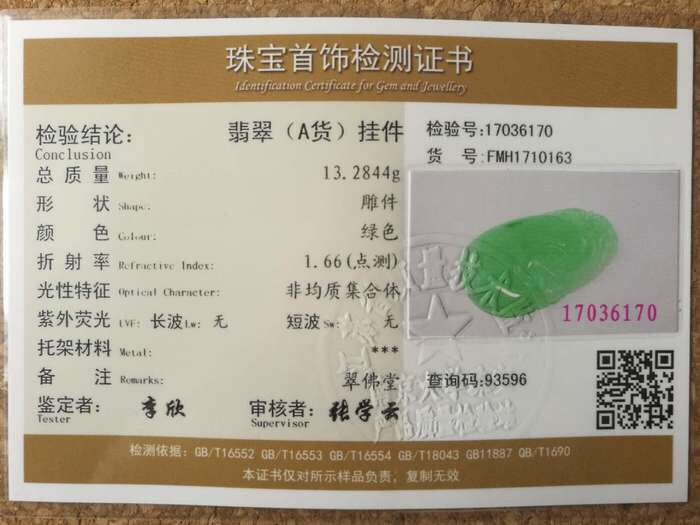 珠宝首饰检测证书
Identification Certificate for Gem and Jewellery
检验结论: 翡翠（A货）挂件
Conclusion
检验号:17036170
货 号:FMH1710163
总质量 Weight: 13.2844g
形 状 Shape: 雕件
颜 色 Colour: 绿色
折射率 Refractive Index: 1.66(点测)
光性特征 Optical Character: 非均质集合体
紫外荧光 UVF: 长波Lw: 无 短波Sw: 无
托架材料 Metal: ***
备 注 Remarks: 翠佛堂
17036170
查询码:93596
鉴定者: 李欣 审核者: 张学云
Tester Supervisor
检测依据: GB/T16552 GB/T16553 GB/T16554 GB/T18043 GB11887 QB/T1690
本证书仅对所示样品负责，复制无效